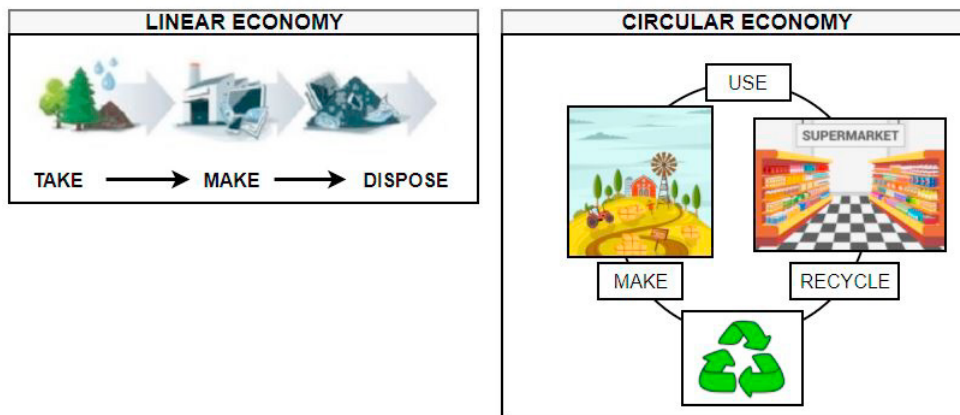 LINEAR ECONOMY
TAKE MAKE DISPOSE
CIRCULAR ECONOMY
USE
SUPERMARKET
MAKE
RECYCLE